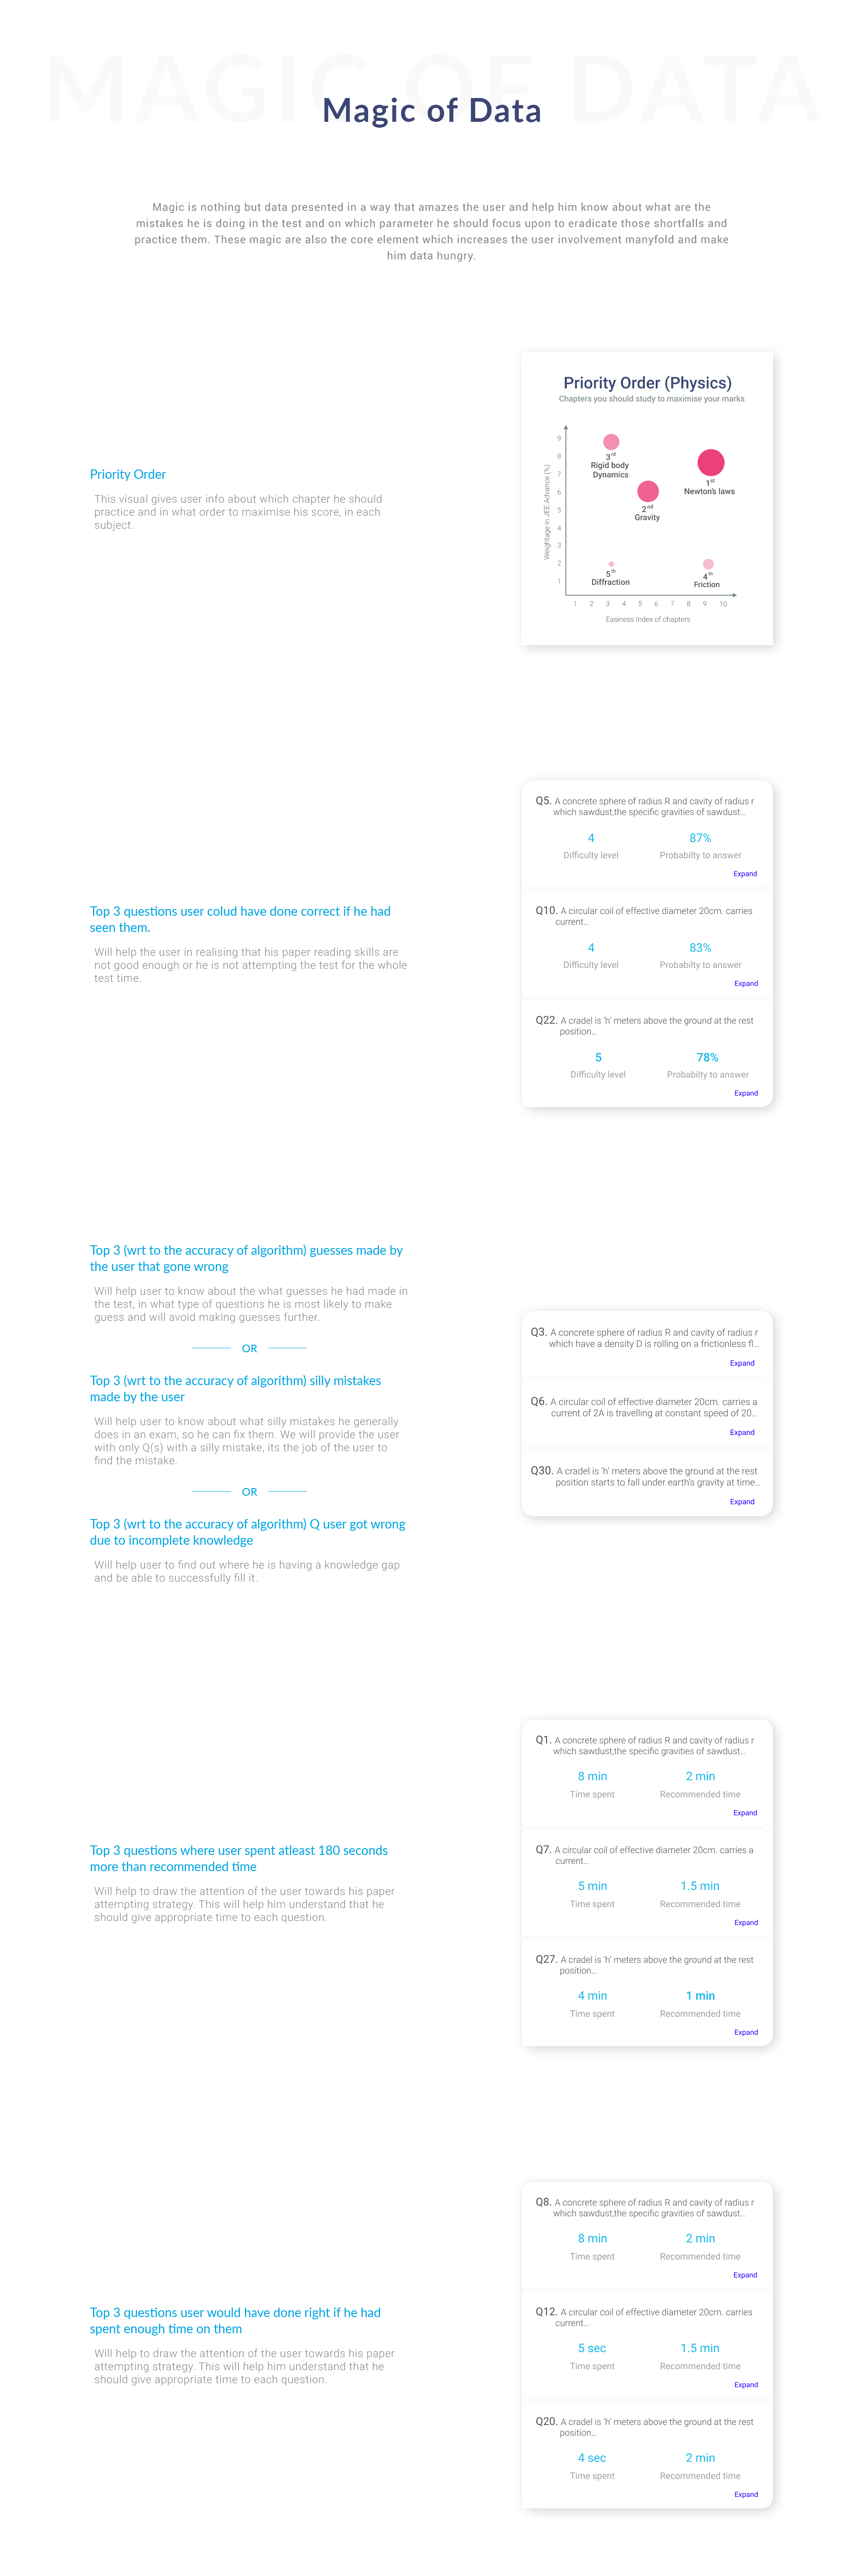 MAGIC OF DATA
Magic of Data
Magic is nothing but data presented in a way that amazes the user and help him know about what are the
mistakes he is doing in the test and on which parameter he should focus upon to eradicate those shortfalls and
practice them. These magic are also the core element which increases the user involvement manyfold and make
him data hungry.
Priority Order
This visual gives user info about which chapter he should
practice and in what order to maximise his score, in each
subject.
Priority Order (Physics)
Chapters you should study to maximise your marks
Weightage in JEE Advance (%)
9
8
7
6
5
4
3
2
1
3rd
Rigid body
Dynamics
1st
Newton's laws
2nd
Gravity
5th
Diffraction
4th
Friction
1 2 3 4 5 6 7 8 9 10
Easiness Index of chapters
Top 3 questions user colud have done correct if he had
seen them.
Will help the user in realising that his paper reading skills are
not good enough or he is not attempting the test for the whole
test time.
Q5. A concrete sphere of radius R and cavity of radius r
which sawdust,the specific gravities of sawdust...
4 87%
Difficulty level Probabilty to answer
Expand
Q10. A circular coil of effective diameter 20cm. carries
current...
4 83%
Difficulty level Probabilty to answer
Expand
Q22. A cradel is 'h' meters above the ground at the rest
position...
5 78%
Difficulty level Probabilty to answer
Expand
Top 3 (wrt to the accuracy of algorithm) guesses made by
the user that gone wrong
Will help user to know about the what guesses he had made in
the test, in what type of questions he is most likely to make
guess and will avoid making guesses further.
OR
Top 3 (wrt to the accuracy of algorithm) silly mistakes
made by the user
Will help user to know about what silly mistakes he generally
does in an exam, so he can fix them. We will provide the user
with only Q(s) with a silly mistake, its the job of the user to
find the mistake.
OR
Top 3 (wrt to the accuracy of algorithm) Q user got wrong
due to incomplete knowledge
Will help user to find out where he is having a knowledge gap
and be able to successfully fill it.
Q3. A concrete sphere of radius R and cavity of radius r
which have a density D is rolling on a frictionless fl...
Expand
Q6. A circular coil of effective diameter 20cm. carries a
current of 2A is travelling at constant speed of 20...
Expand
Q30. A cradel is 'h' meters above the ground at the rest
position starts to fall under earth's gravity at time...
Expand
Top 3 questions where user spent atleast 180 seconds
more than recommended time
Will help to draw the attention of the user towards his paper
attempting strategy. This will help him understand that he
should give appropriate time to each question.
Q1. A concrete sphere of radius R and cavity of radius r
which sawdust,the specific gravities of sawdust...
8 min 2 min
Time spent Recommended time
Expand
Q7. A circular coil of effective diameter 20cm. carries a
current...
5 min 1.5 min
Time spent Recommended time
Expand
Q27. A cradel is 'h' meters above the ground at the rest
position...
4 min 1 min
Time spent Recommended time
Expand
Top 3 questions user would have done right if he had
spent enough time on them
Will help to draw the attention of the user towards his paper
attempting strategy. This will help him understand that he
should give appropriate time to each question.
Q8. A concrete sphere of radius R and cavity of radius r
which sawdust,the specific gravities of sawdust...
8 min 2 min
Time spent Recommended time
Expand
Q12. A circular coil of effective diameter 20cm. carries
current...
5 sec 1.5 min
Time spent Recommended time
Expand
Q20. A cradel is 'h' meters above the ground at the rest
position...
4 sec 2 min
Time spent Recommended time
Expand